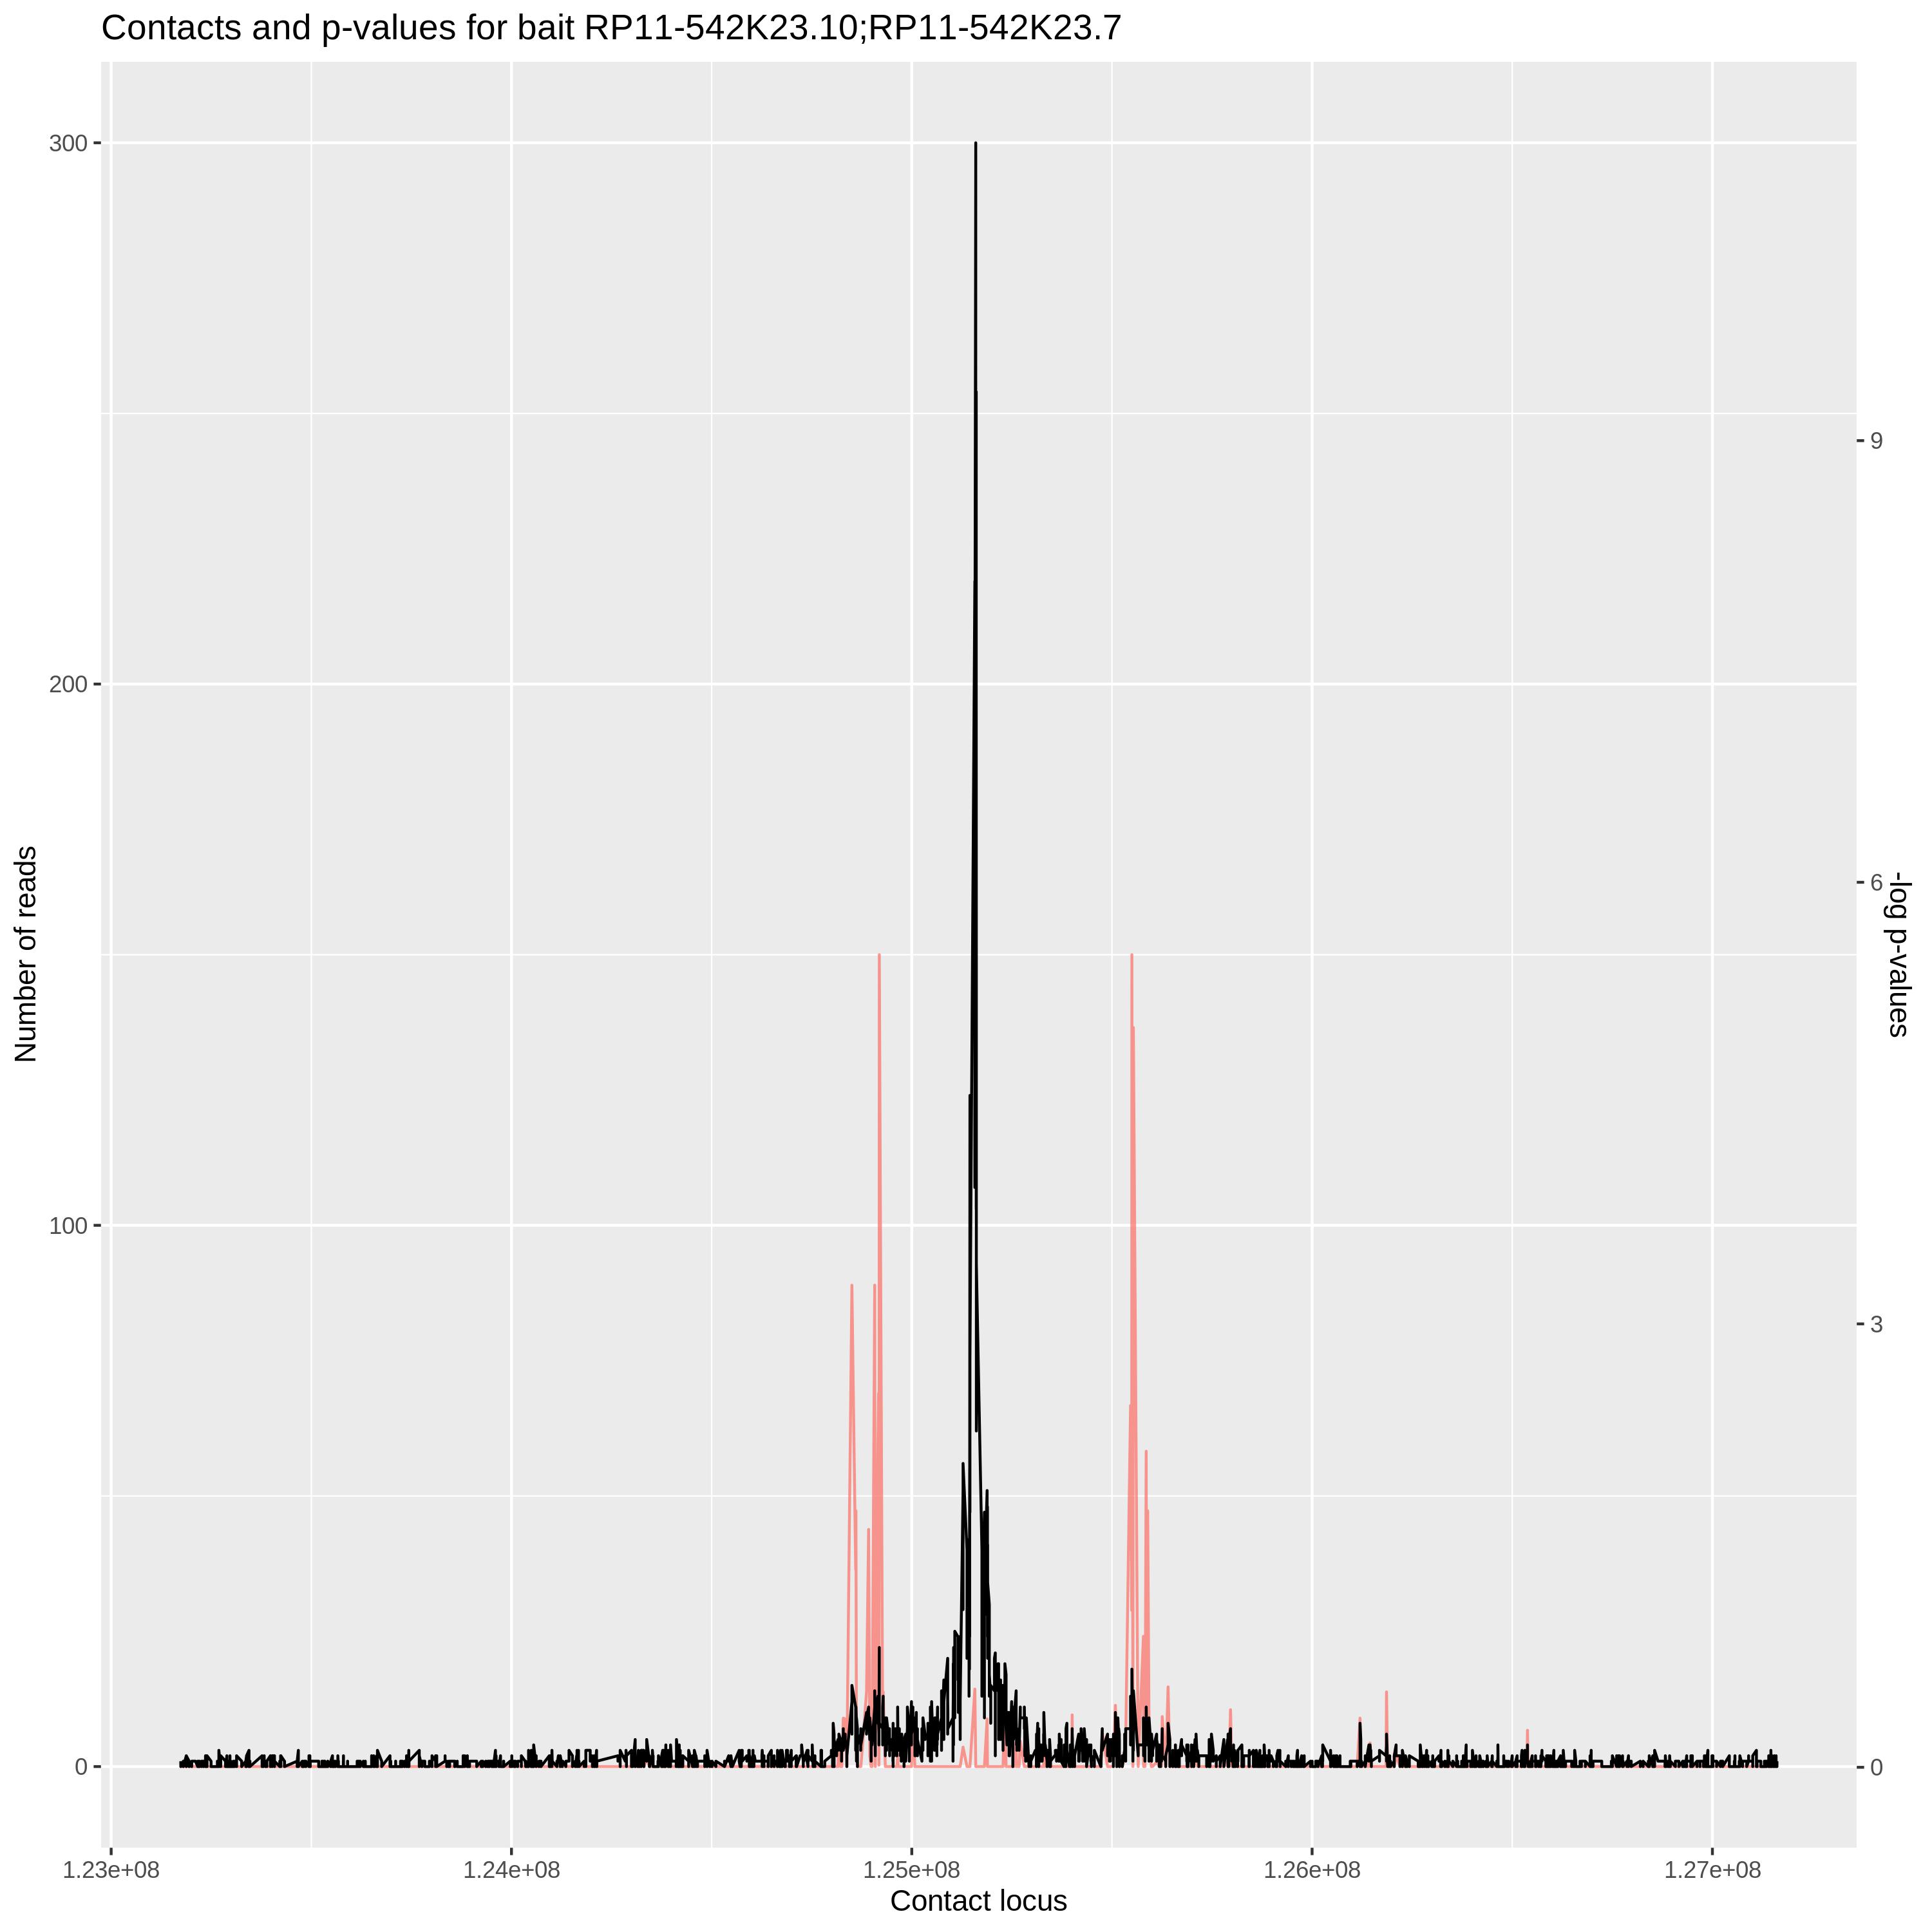 Contacts and p-values for bait RP11-542K23.10;RP11-542K23.7
300
200
100
0
Number of reads
9
6
3
0
-log p-values
1.23e+08 1.24e+08 1.25e+08 1.26e+08 1.27e+08
Contact locus